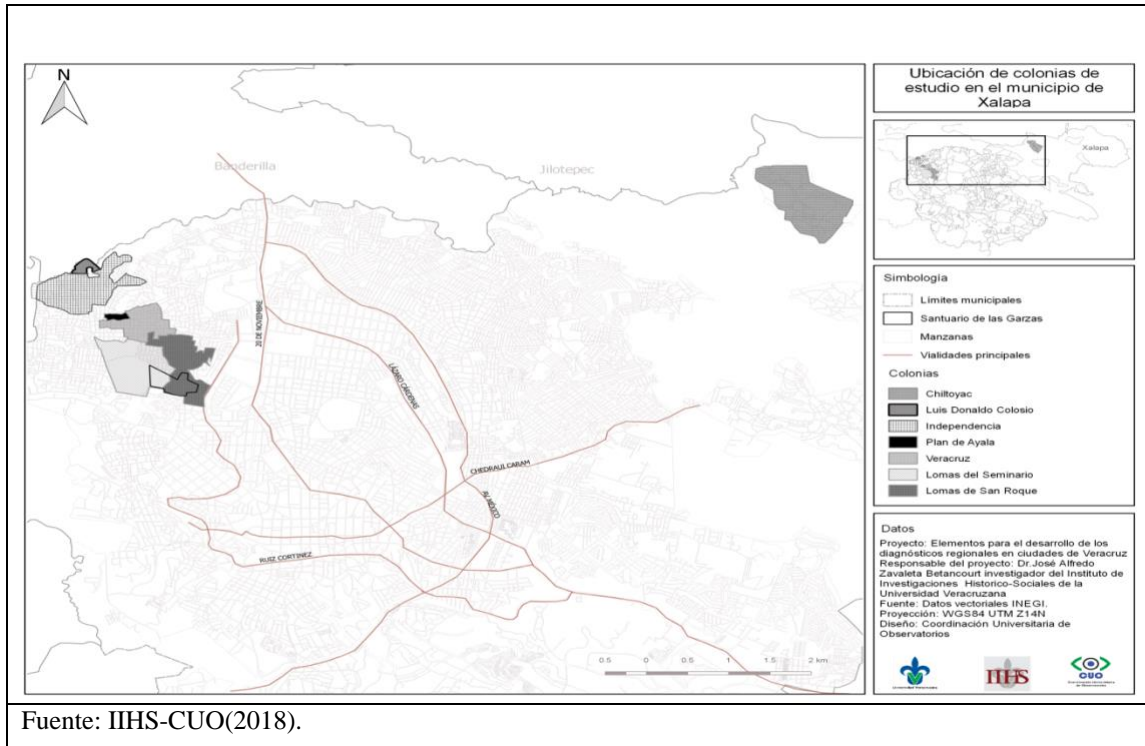 Ubicación de colonias de
estudio en el municipio de
Xalapa
N
Banderilla
Jilotepec
20 DE NOVIEMBRE
LÁZARO CÁRDENAS
CHEDRAUI CARAM
AV. MÉXICO
RUIZ CORTINEZ
0.5 0 0.5 1 1.5 2 km
Xalapa
Simbología
Límites municipales
Santuario de las Garzas
Manzanas
Vialidades principales
Colonias
Chiltoyac
Luis Donaldo Colosio
Independencia
Plan de Ayala
Veracruz
Lomas del Seminario
Lomas de San Roque
Datos
Proyecto: Elementos para el desarrollo de los
diagnósticos regionales en ciudades de Veracruz
Responsable del proyecto: Dr.José Alfredo
Zavaleta Betancourt investigador del Instituto de
Investigaciones Historico-Sociales de la
Universidad Veracruzana
Fuente: Datos vectoriales INEGI.
Proyección: WGS84 UTM Z14N
Diseño: Coordinación Universitaria de
Observatorios
Universidad Veracruzana
IIHS
CUO
Fuente: IIHS-CUO(2018).